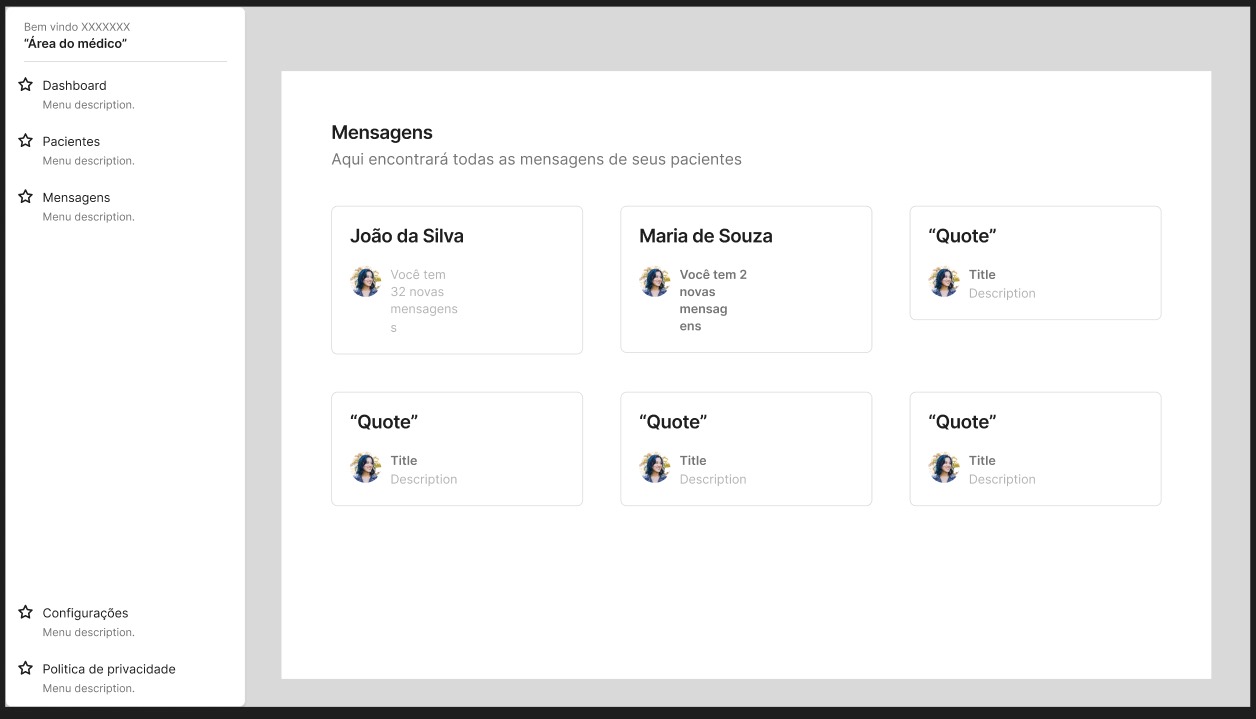 Bem vindo XXXXXXX
“Área do médico”
Dashboard
Menu description.
Pacientes
Menu description.
Mensagens
Menu description.
Configurações
Menu description.
Politica de privacidade
Menu description.
Mensagens
Aqui encontrará todas as mensagens de seus pacientes
João da Silva
Você tem
32 novas
mensagens
s
Maria de Souza
Você tem 2
novas
mensag
ens
“Quote”
Title
Description
“Quote”
Title
Description
“Quote”
Title
Description
“Quote”
Title
Description